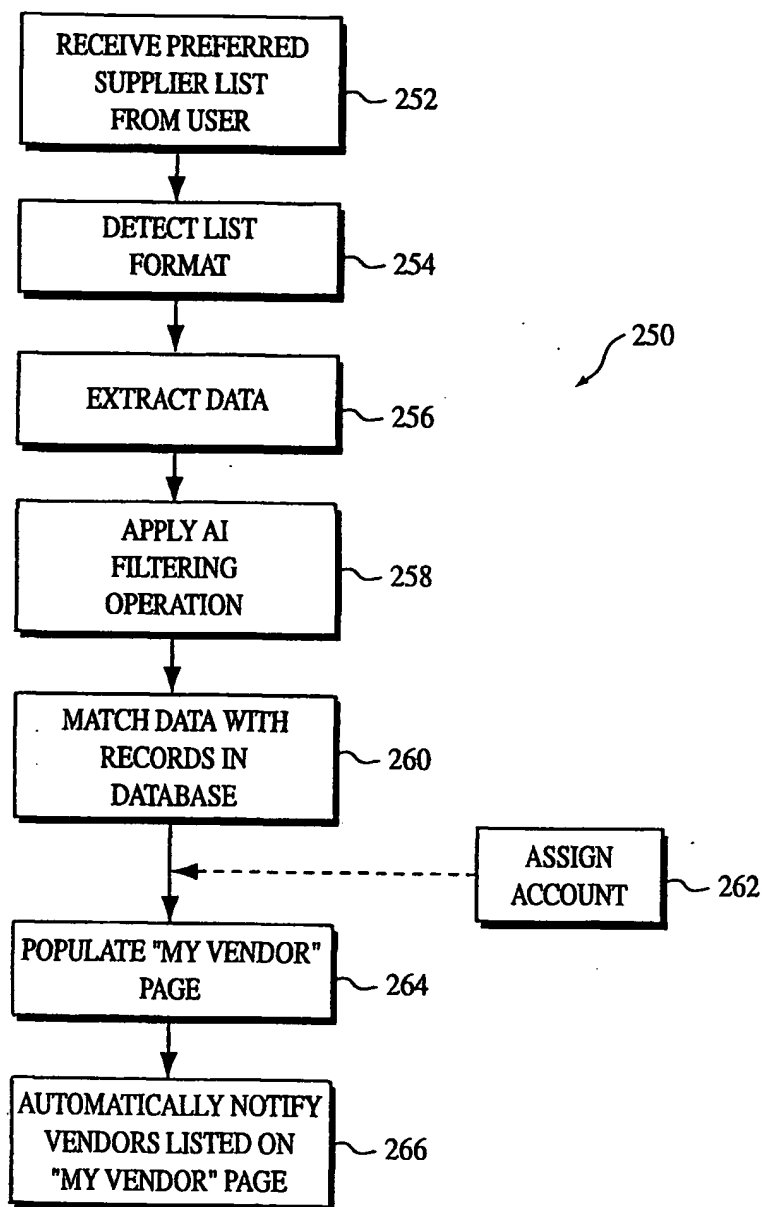 RECEIVE PREFERRED
SUPPLIER LIST
FROM USER
252
DETECT LIST
FORMAT
254
250
EXTRACT DATA
256
APPLY AI
FILTERING
OPERATION
258
MATCH DATA WITH
RECORDS IN
DATABASE
260
ASSIGN
ACCOUNT
262
POPULATE "MY VENDOR"
PAGE
264
AUTOMATICALLY NOTIFY
VENDORS LISTED ON
"MY VENDOR" PAGE
266